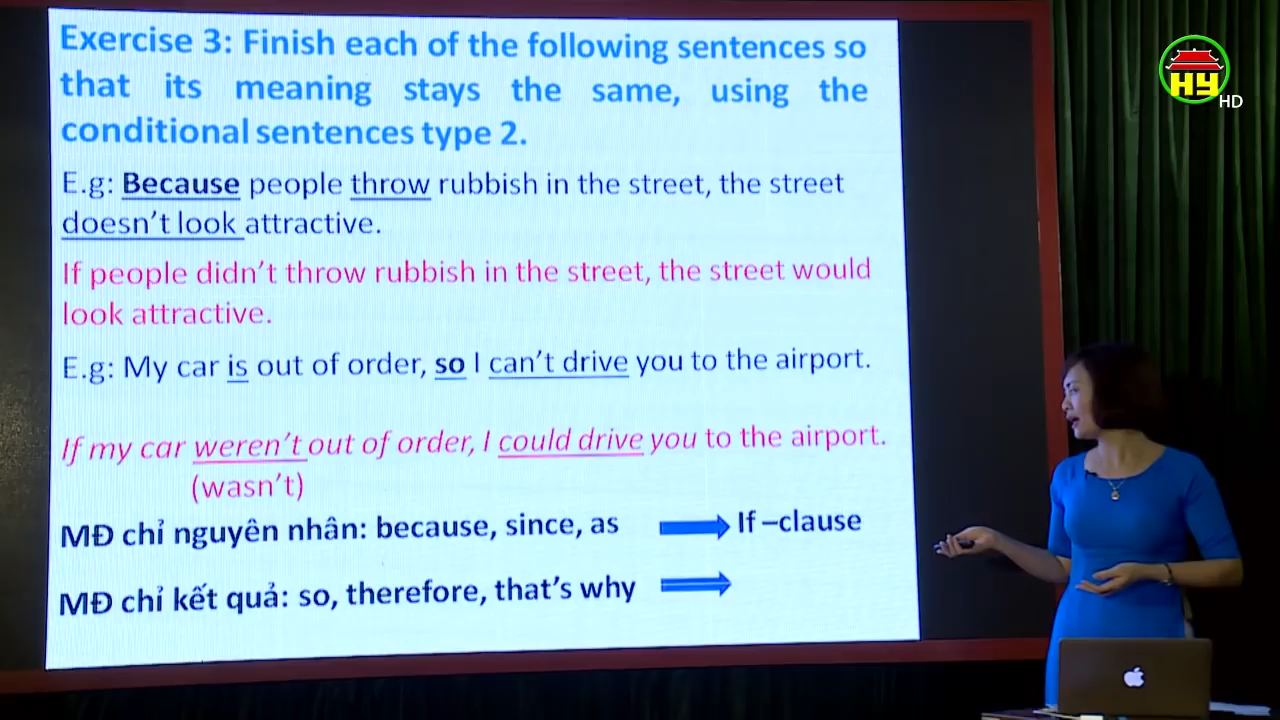 Exercise 3: Finish each of the following sentences so
that its meaning stays the same, using the
conditional sentences type 2.
E.g: Because people throw rubbish in the street, the street
doesn't look attractive.
If people didn't throw rubbish in the street, the street would
look attractive.
E.g: My car is out of order, so I can't drive you to the airport.
If my car weren't out of order, I could drive you to the airport.
(wasn't)
MĐ chỉ nguyên nhân: because, since, as If –clause
MĐ chỉ kết quả: so, therefore, that's why
HY
HD